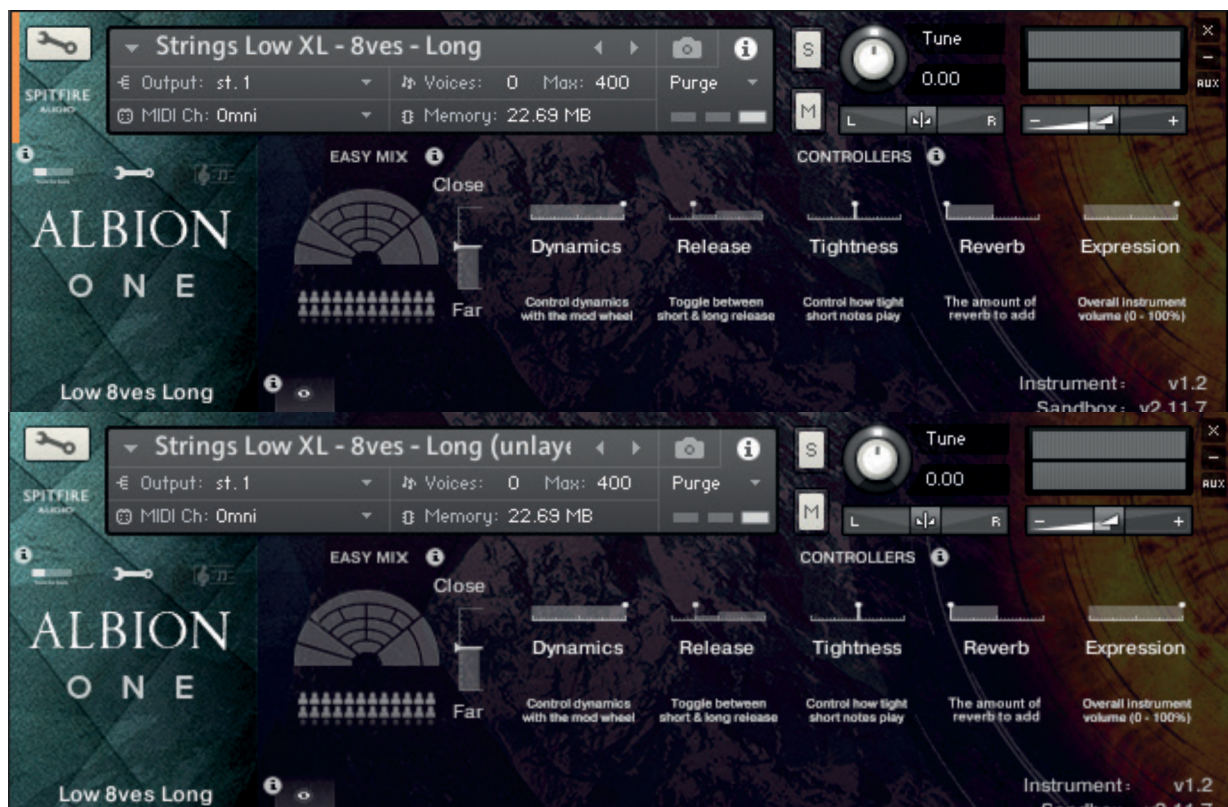 Strings Low XL - 8ves - Long
S
Tune
0.00
X
-
AUX
SPITFIRE
AUDIO
Output: st. 1
Voices: 0 Max: 400
Purge
MIDI Ch: Omni
Memory: 22.69 MB
M
L R
- +
EASY MIX
CONTROLLERS
Close
ALBION
ONE
Dynamics Release Tightness Reverb Expression
Far
Control dynamics
with the mod wheel
Toggle between
short & long release
Control how tight
short notes play
The amount of
reverb to add
Overall instrument
volume (0 - 100%)
Low 8ves Long
Instrument: v1.2
Sandbox: v2.11.7
Strings Low XL - 8ves - Long (unlaye
S
Tune
0.00
X
-
AUX
SPITFIRE
AUDIO
Output: st. 1
Voices: 0 Max: 400
Purge
MIDI Ch: Omni
Memory: 22.69 MB
M
L R
- +
EASY MIX
CONTROLLERS
Close
ALBION
ONE
Dynamics Release Tightness Reverb Expression
Far
Control dynamics
with the mod wheel
Toggle between
short & long release
Control how tight
short notes play
The amount of
reverb to add
Overall instrument
volume (0 - 100%)
Low 8ves Long
Instrument: v1.2